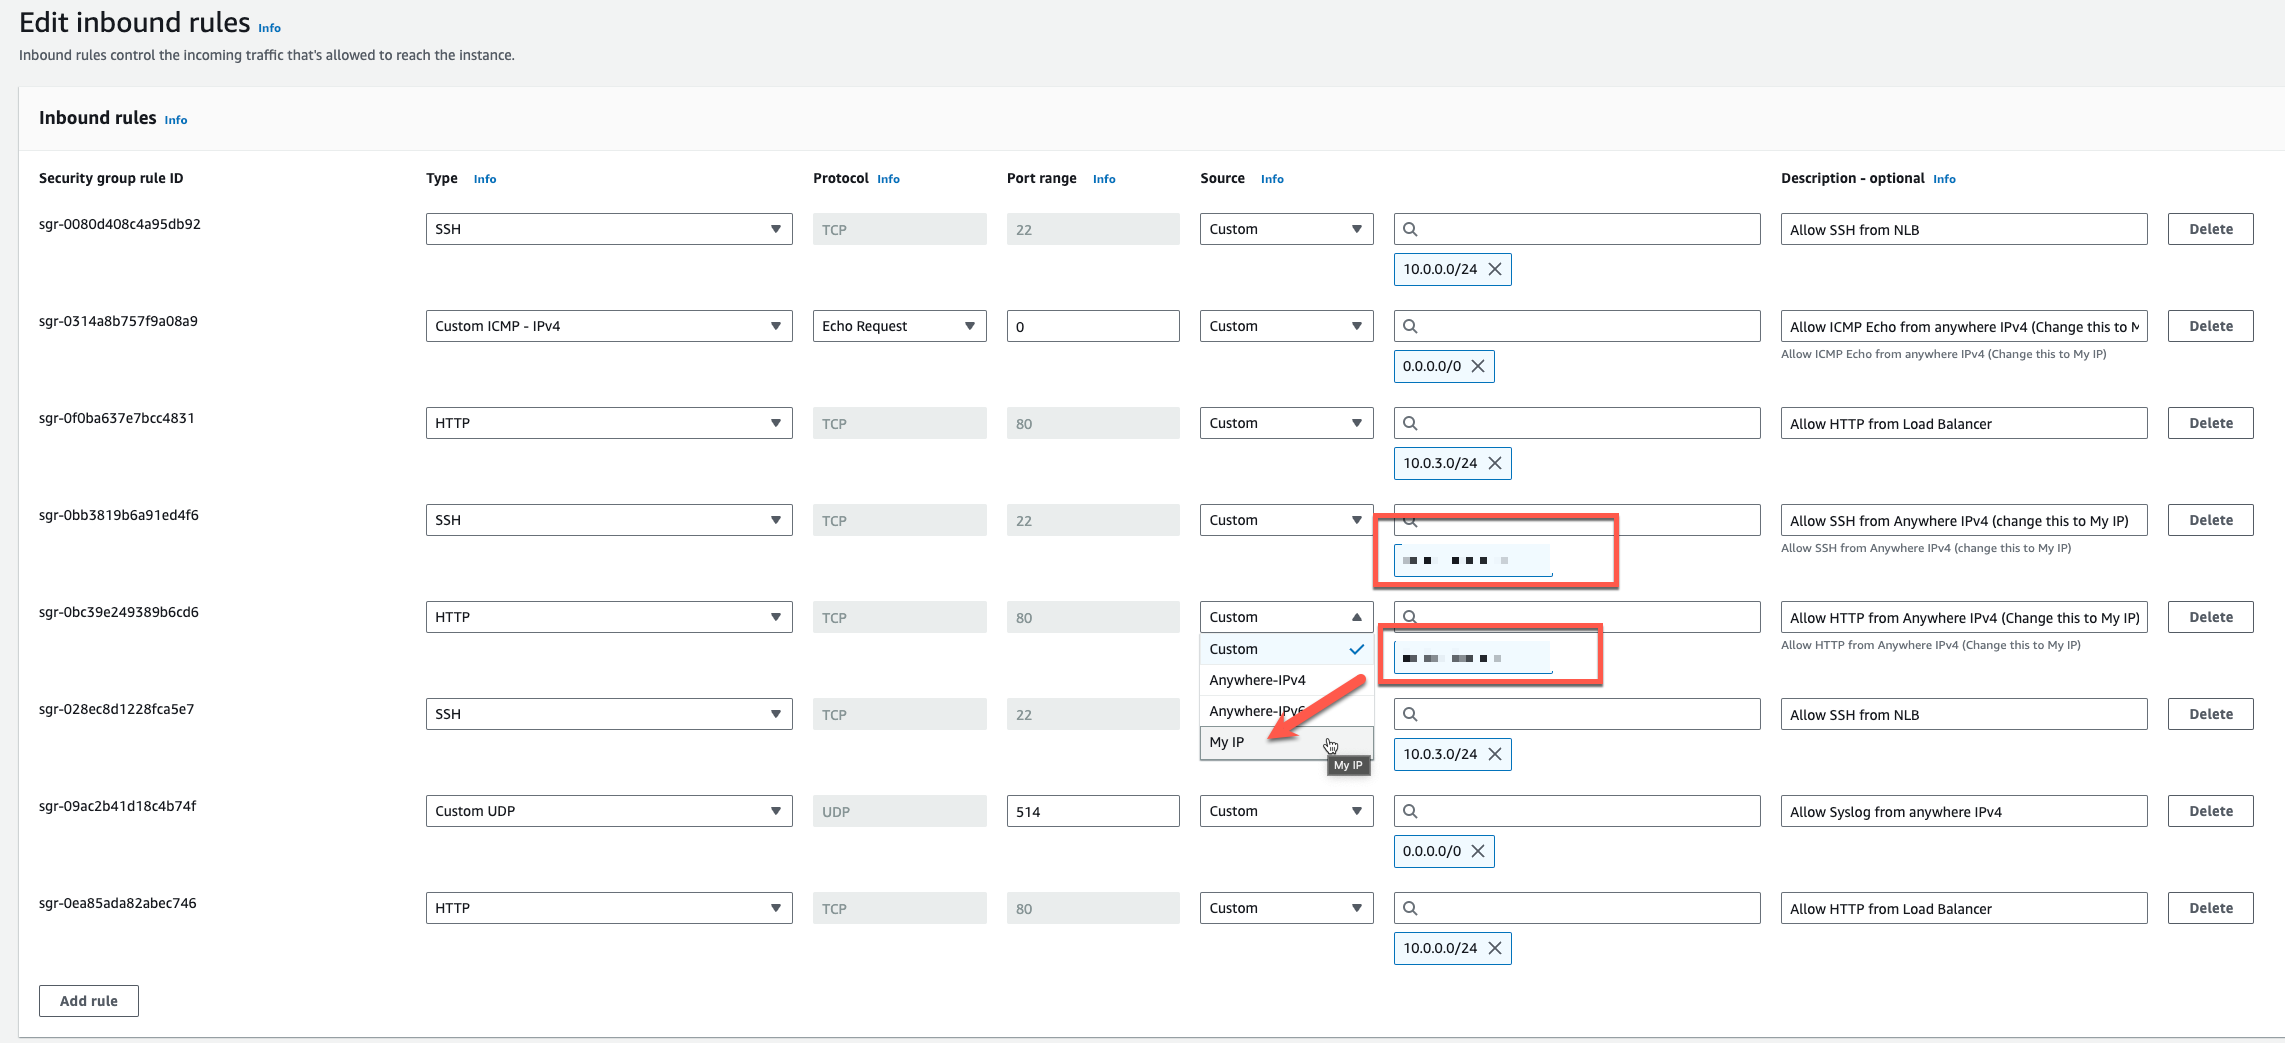 Edit inbound rules Info
Inbound rules control the incoming traffic that's allowed to reach the instance.
Inbound rules Info
Security group rule ID Type Info Protocol Info Port range Info Source Info Description - optional Info
sgr-0080d408c4a95db92 SSH TCP 22 Custom Allow SSH from NLB Delete
10.0.0.0/24
sgr-0314a8b757f9a08a9 Custom ICMP - IPv4 Echo Request 0 Custom Allow ICMP Echo from anywhere IPv4 (Change this to M Delete
Allow ICMP Echo from anywhere IPv4 (Change this to My IP)
0.0.0.0/0
sgr-0f0ba637e7bcc4831 HTTP TCP 80 Custom Allow HTTP from Load Balancer Delete
10.0.3.0/24
sgr-0bb3819b6a91ed4f6 SSH TCP 22 Custom Allow SSH from Anywhere IPv4 (change this to My IP) Delete
Allow SSH from Anywhere IPv4 (change this to My IP)
sgr-0bc39e249389b6cd6 HTTP TCP 80 Custom Allow HTTP from Anywhere IPv4 (Change this to My IP) Delete
Custom Allow HTTP from Anywhere IPv4 (Change this to My IP)
Anywhere-IPv4
Anywhere-IPv6
sgr-028ec8d1228fca5e7 SSH TCP 22 Allow SSH from NLB Delete
My IP
10.0.3.0/24
My IP
sgr-09ac2b41d18c4b74f Custom UDP UDP 514 Custom Allow Syslog from anywhere IPv4 Delete
0.0.0.0/0
sgr-0ea85ada82abec746 HTTP TCP 80 Custom Allow HTTP from Load Balancer Delete
10.0.0.0/24
Add rule